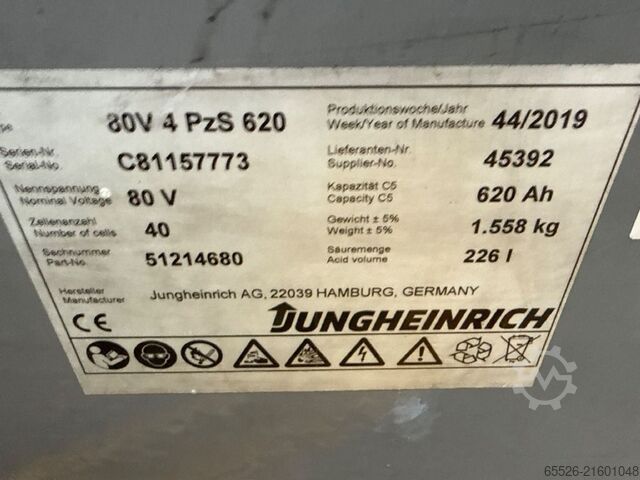 pe 80V 4 PzS 620
Produktionswoche/Jahr
Week/Year of Manufacture 44/2019
Serien-Nr.
Serial-No. C81157773
Lieferanten-Nr.
Supplier-No. 45392
Nennspannung
Nominal Voltage 80 V
Kapazität C5
Capacity C5 620 Ah
Zellenanzahl
Number of cells 40
Gewicht ± 5%
Weight ± 5% 1.558 kg
Sachnummer
Part-No. 51214680
Säuremenge
Acid volume 226 l
Hersteller
Manufacturer Jungheinrich AG, 22039 HAMBURG, GERMANY
CE JUNGHEINRICH
65526-21601048